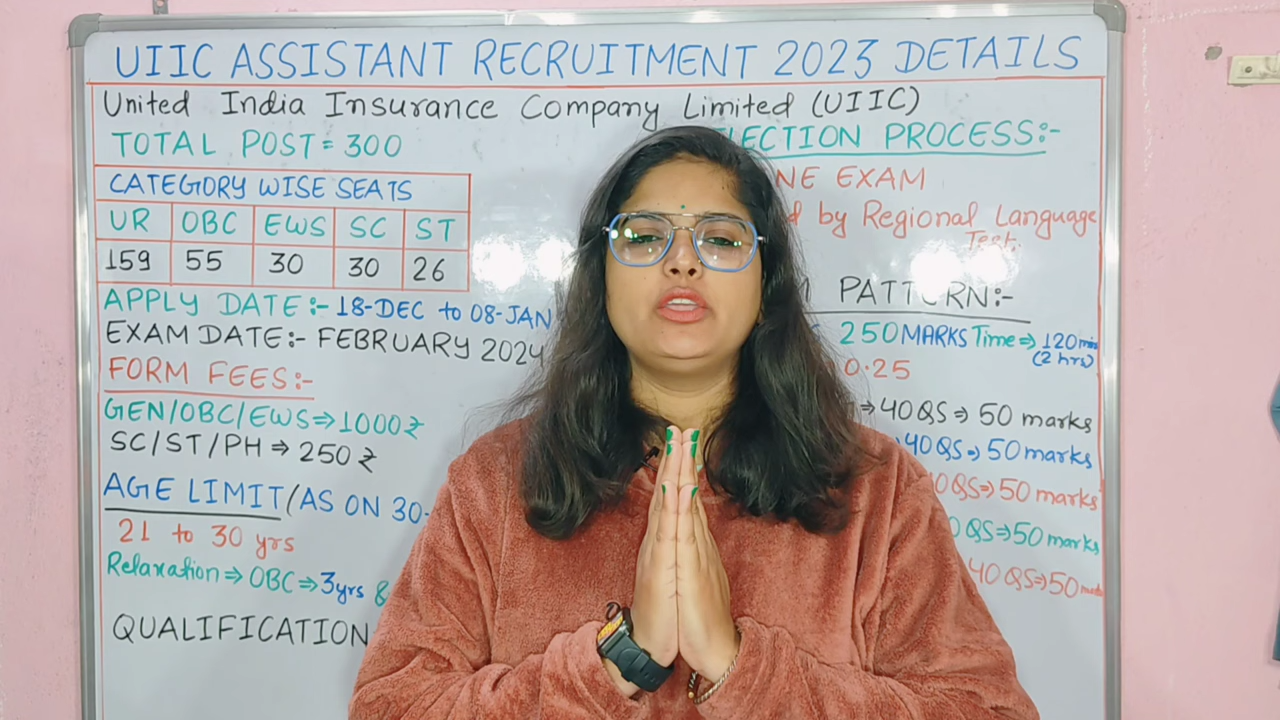 UIIC ASSISTANT RECRUITMENT 2023 DETAILS
United India Insurance Company Limited (UIIC)
TOTAL POST = 300
CATEGORY WISE SEATS
UR OBC EWS SC ST
159 55 30 30 26
APPLY DATE:- 18-DEC to 08-JAN
EXAM DATE:- FEBRUARY 2024
FORM FEES:-
GEN/OBC/EWS⇒1000₹
SC/ST/PH ⇒ 250 ₹
AGE LIMIT (AS ON 30-
21 to 30 yrs
Relaxation ⇒ OBC ⇒ 3yrs &
QUALIFICATION
LECTION PROCESS:-
NE EXAM
d by Regional Language
Test.
PATTERN:-
250 MARKS Time ⇒ 120 min
(2 hrs)
0.25
⇒ 40 QS ⇒ 50 marks
40 QS ⇒ 50 marks
0 QS ⇒ 50 marks
0 QS ⇒ 50 marks
40 QS ⇒ 50 marks